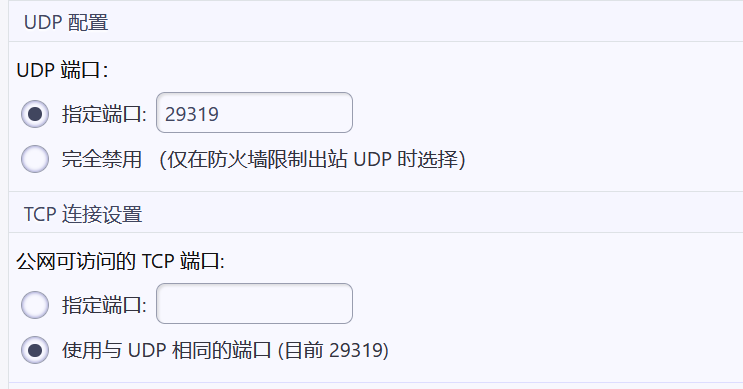 UDP 配置
UDP 端口：
指定端口: 29319
完全禁用 （仅在防火墙限制出站 UDP 时选择）
TCP 连接设置
公网可访问的 TCP 端口:
指定端口:
使用与 UDP 相同的端口 (目前 29319)